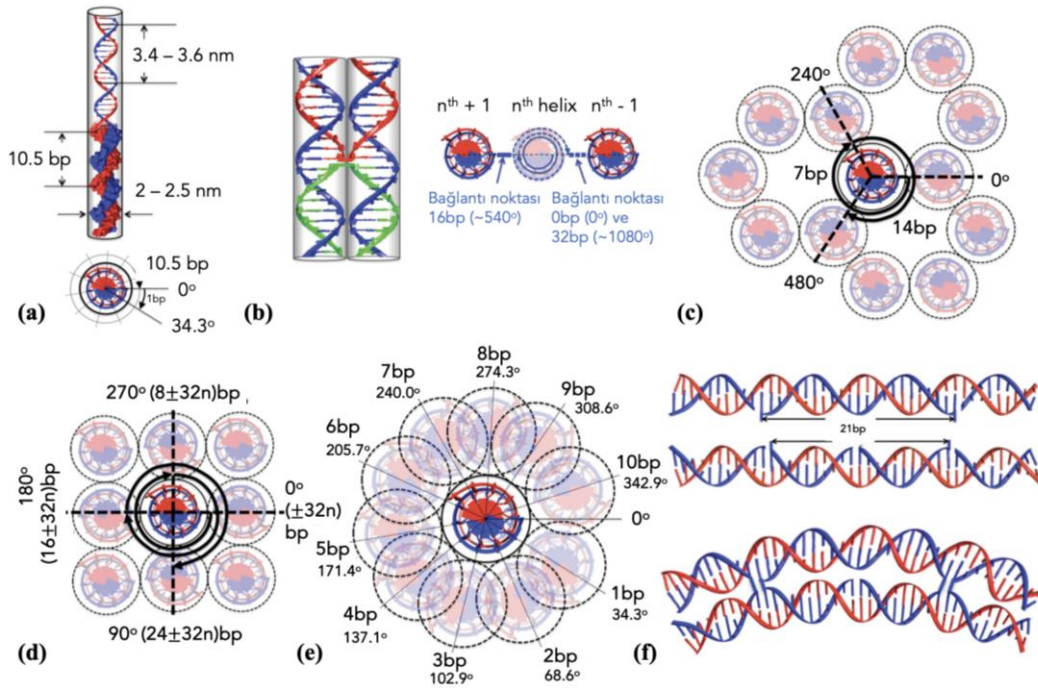 3.4 – 3.6 nm
10.5 bp
2 – 2.5 nm
10.5 bp
0°
1bp
34.3°
(a)
nth + 1
nth helix
nth - 1
Bağlantı noktası
16bp (~540°)
Bağlantı noktası
0bp (0°) ve
32bp (~1080°)
(b)
240°
7bp
0°
14bp
480°
(c)
270° (8±32n)bp
180°
(16±32n)bp
0°
(±32n)
bp
90° (24±32n)bp
(d)
8bp
274.3°
7bp
240.0°
9bp
308.6°
6bp
205.7°
10bp
342.9°
0°
5bp
171.4°
1bp
34.3°
4bp
137.1°
3bp
102.9°
2bp
68.6°
(e)
21bp
(f)